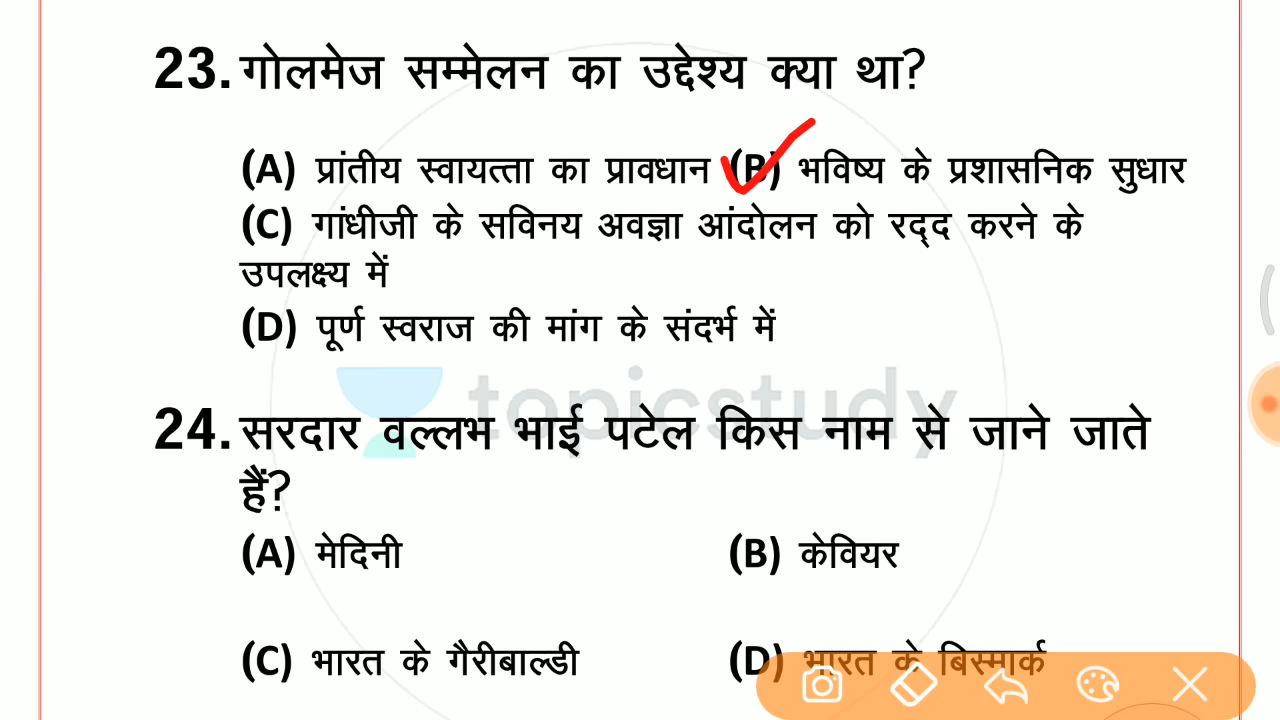 23. गोलमेज सम्मेलन का उद्देश्य क्या था?
(A) प्रांतीय स्वायत्ता का प्रावधान (B) भविष्य के प्रशासनिक सुधार
(C) गांधीजी के सविनय अवज्ञा आंदोलन को रद्द करने के
उपलक्ष्य में
(D) पूर्ण स्वराज की मांग के संदर्भ में
topicstudy
24. सरदार वल्लभ भाई पटेल किस नाम से जाने जाते
हैं?
(A) मेदिनी (B) केवियर
(C) भारत के गैरीबाल्डी (D) भारत के बिस्मार्क